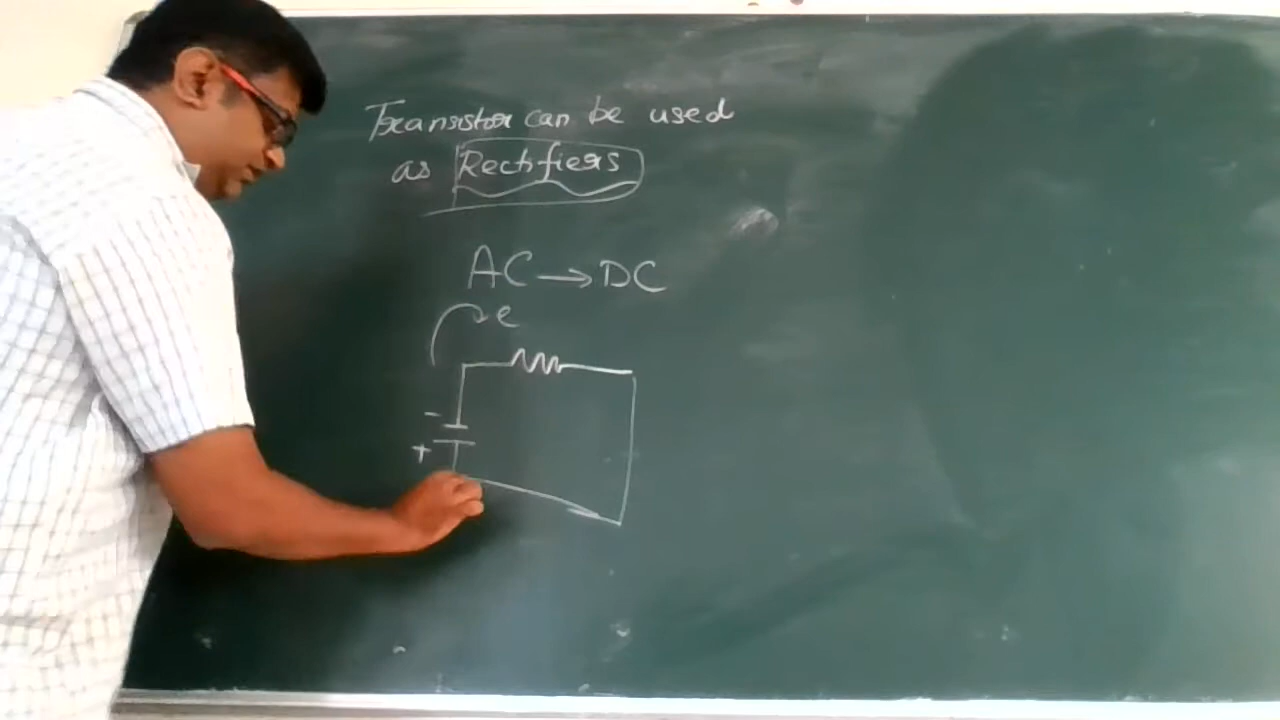 Transistor can be used
as Rectifiers
AC → DC
e
-
+